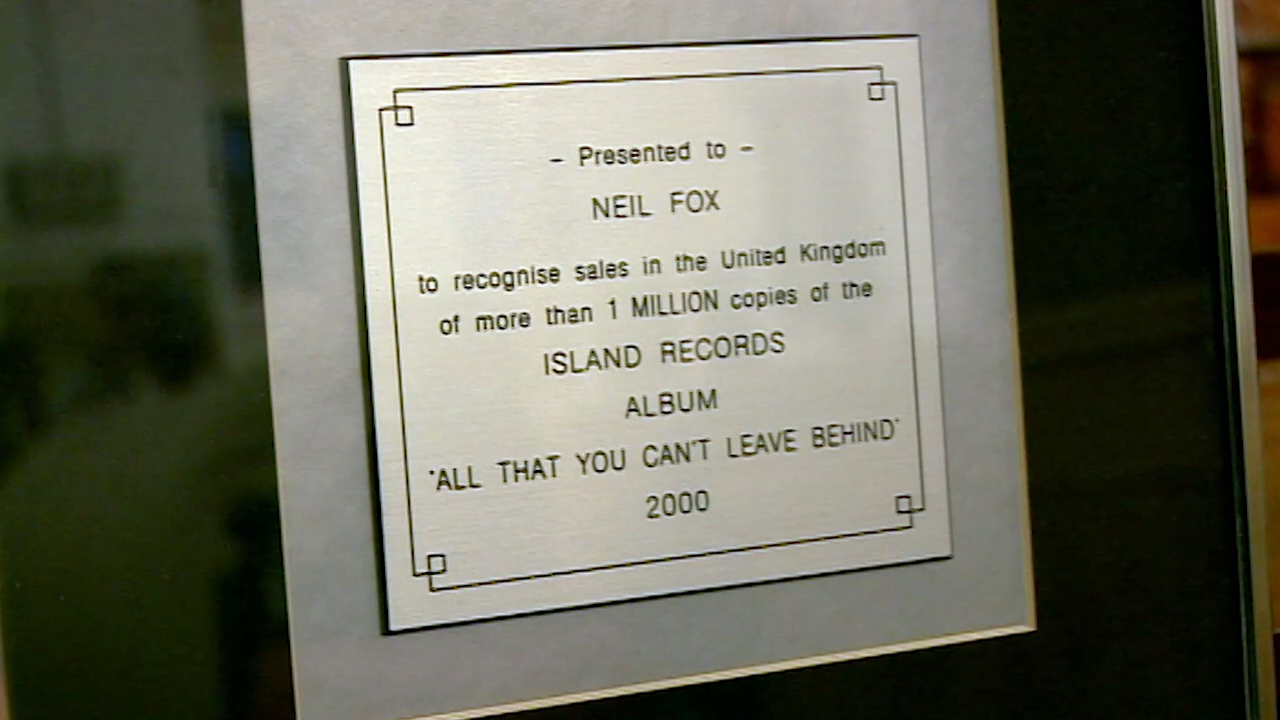 - Presented to -
NEIL FOX
to recognise sales in the United Kingdom
of more than 1 MILLION copies of the
ISLAND RECORDS
ALBUM
'ALL THAT YOU CAN'T LEAVE BEHIND'
2000